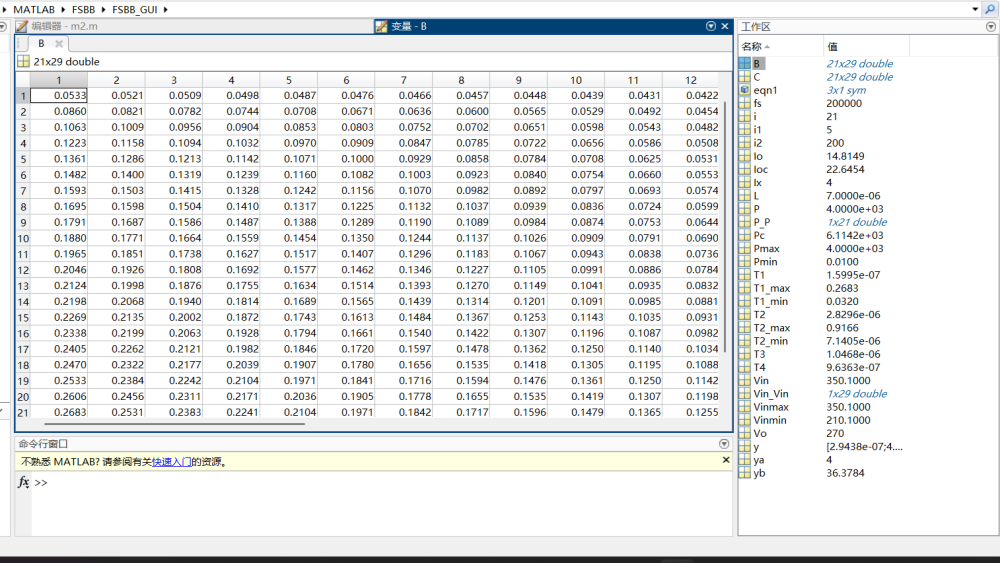 MATLAB ▸ FSBB ▸ FSBB_GUI ▸
编辑器 - m2.m
变量 - B
B
21x29 double
1 2 3 4 5 6 7 8 9 10 11 12
1 0.0533 0.0521 0.0509 0.0498 0.0487 0.0476 0.0466 0.0457 0.0448 0.0439 0.0431 0.0422
2 0.0860 0.0821 0.0782 0.0744 0.0708 0.0671 0.0636 0.0600 0.0565 0.0529 0.0492 0.0454
3 0.1063 0.1009 0.0956 0.0904 0.0853 0.0803 0.0752 0.0702 0.0651 0.0598 0.0543 0.0482
4 0.1223 0.1158 0.1094 0.1032 0.0970 0.0909 0.0847 0.0785 0.0722 0.0656 0.0586 0.0508
5 0.1361 0.1286 0.1213 0.1142 0.1071 0.1000 0.0929 0.0858 0.0784 0.0708 0.0625 0.0531
6 0.1482 0.1400 0.1319 0.1239 0.1160 0.1082 0.1003 0.0923 0.0840 0.0754 0.0660 0.0553
7 0.1593 0.1503 0.1415 0.1328 0.1242 0.1156 0.1070 0.0982 0.0892 0.0797 0.0693 0.0574
8 0.1695 0.1598 0.1504 0.1410 0.1317 0.1225 0.1132 0.1037 0.0939 0.0836 0.0724 0.0599
9 0.1791 0.1687 0.1586 0.1487 0.1388 0.1289 0.1190 0.1089 0.0984 0.0874 0.0753 0.0644
10 0.1880 0.1771 0.1664 0.1559 0.1454 0.1350 0.1244 0.1137 0.1026 0.0909 0.0791 0.0690
11 0.1965 0.1851 0.1738 0.1627 0.1517 0.1407 0.1296 0.1183 0.1067 0.0943 0.0838 0.0736
12 0.2046 0.1926 0.1808 0.1692 0.1577 0.1462 0.1346 0.1227 0.1105 0.0991 0.0886 0.0784
13 0.2124 0.1998 0.1876 0.1755 0.1634 0.1514 0.1393 0.1270 0.1149 0.1041 0.0935 0.0832
14 0.2198 0.2068 0.1940 0.1814 0.1689 0.1565 0.1439 0.1314 0.1201 0.1091 0.0985 0.0881
15 0.2269 0.2135 0.2002 0.1872 0.1743 0.1613 0.1484 0.1367 0.1253 0.1143 0.1035 0.0931
16 0.2338 0.2199 0.2063 0.1928 0.1794 0.1661 0.1540 0.1422 0.1307 0.1196 0.1087 0.0982
17 0.2405 0.2262 0.2121 0.1982 0.1846 0.1720 0.1597 0.1478 0.1362 0.1250 0.1140 0.1034
18 0.2470 0.2322 0.2177 0.2039 0.1907 0.1780 0.1656 0.1535 0.1418 0.1305 0.1195 0.1088
19 0.2533 0.2384 0.2242 0.2104 0.1971 0.1841 0.1716 0.1594 0.1476 0.1361 0.1250 0.1142
20 0.2606 0.2456 0.2311 0.2171 0.2036 0.1905 0.1778 0.1655 0.1535 0.1419 0.1307 0.1198
21 0.2683 0.2531 0.2383 0.2241 0.2104 0.1971 0.1842 0.1717 0.1596 0.1479 0.1365 0.1255
命令行窗口
不熟悉 MATLAB? 请参阅有关快速入门的资源。
fx >>
工作区
名称 值
B 21x29 double
C 21x29 double
eqn1 3x1 sym
fs 200000
i 21
i1 5
i2 200
Io 14.8149
Ioc 22.6454
Ix 4
L 7.0000e-06
P 4.0000e+03
P_P 1x21 double
Pc 6.1142e+03
Pmax 4.0000e+03
Pmin 0.0100
T1 1.5995e-07
T1_max 0.2683
T1_min 0.0320
T2 2.8296e-06
T2_max 0.9166
T2_min 7.1405e-06
T3 1.0468e-06
T4 9.6363e-07
Vin 350.1000
Vin_Vin 1x29 double
Vinmax 350.1000
Vinmin 210.1000
Vo 270
y [2.9438e-07;4....
ya 4
yb 36.3784